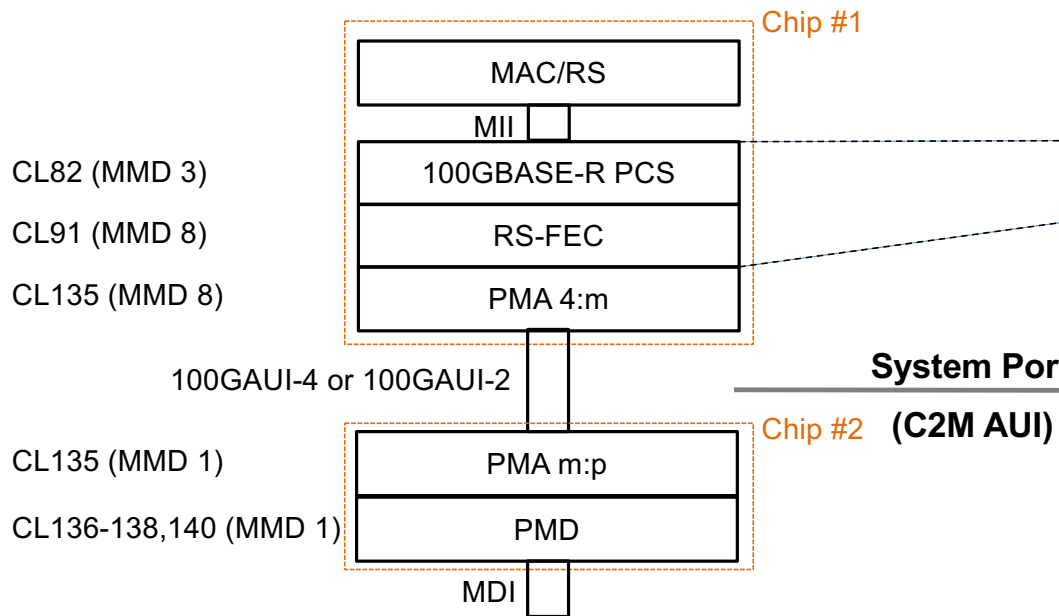 Chip #1
MAC/RS
MII
CL82 (MMD 3)
100GBASE-R PCS
CL91 (MMD 8)
RS-FEC
CL135 (MMD 8)
PMA 4:m
100GAUI-4 or 100GAUI-2
System Por
Chip #2
(C2M AUI)
CL135 (MMD 1)
PMA m:p
CL136-138,140 (MMD 1)
PMD
MDI